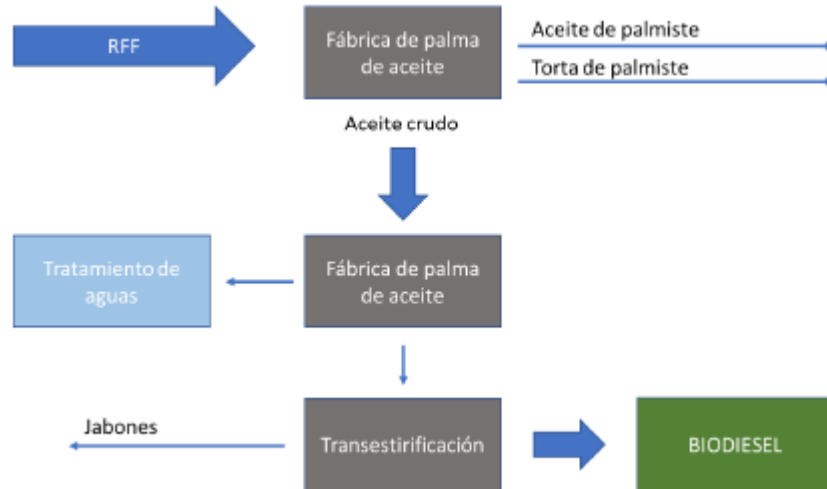 RFF
Fábrica de palma
de aceite
Aceite de palmiste
Torta de palmiste
Aceite crudo
Tratamiento de
aguas
Fábrica de palma
de aceite
Jabones
Transestirificación
BIODIESEL